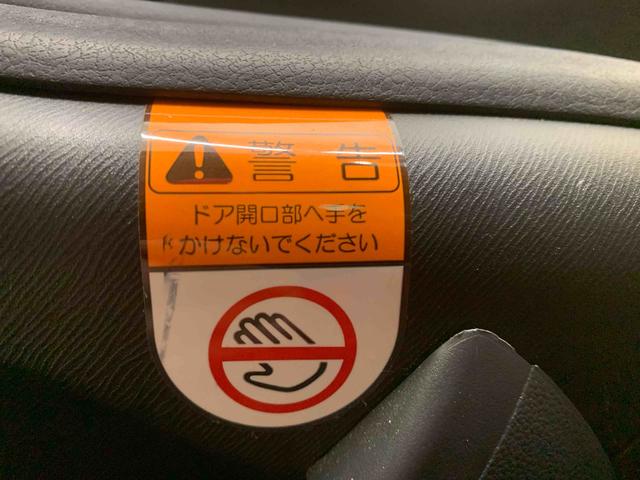 警告
ドア開口部へ手を
かけないでください